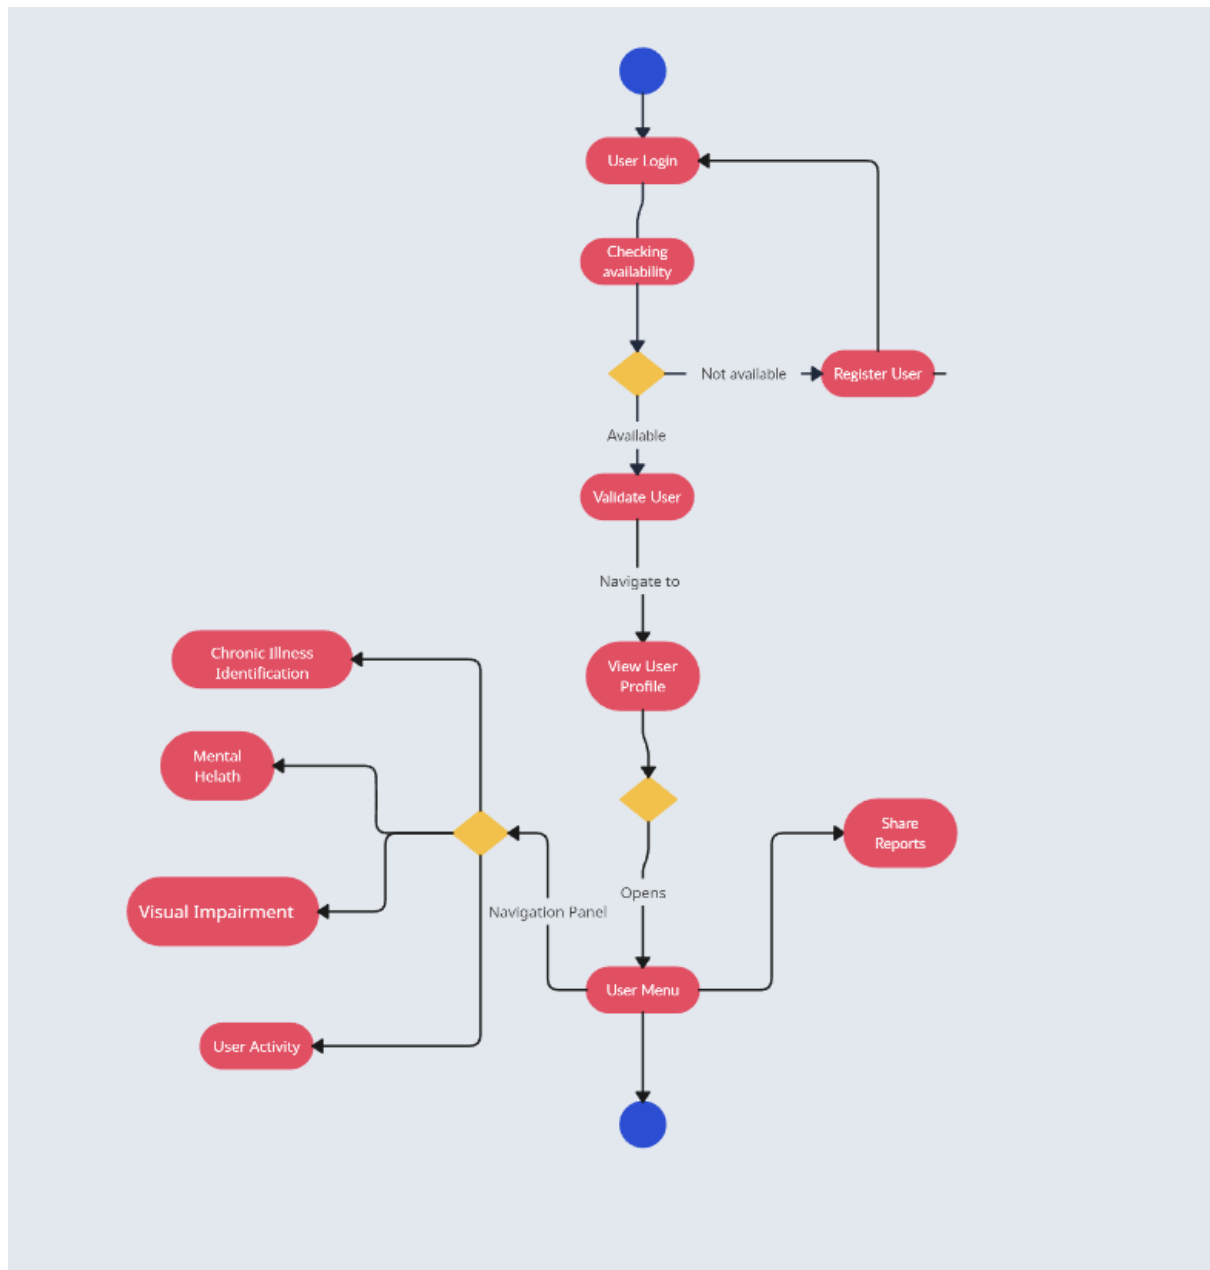 User Login
Checking
availability
Not available
Register User
Available
Validate User
Navigate to
View User
Profile
Chronic Illness
Identification
Mental
Helath
Share
Reports
Visual Impairment
Opens
Navigation Panel
User Menu
User Activity